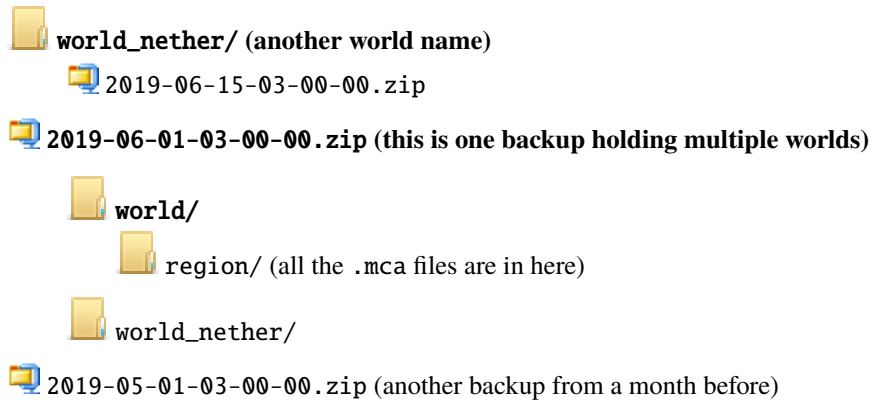 world_nether/ (another world name)
2019-06-15-03-00-00.zip
2019-06-01-03-00-00.zip (this is one backup holding multiple worlds)
world/
region/ (all the .mca files are in here)
world_nether/
2019-05-01-03-00-00.zip (another backup from a month before)